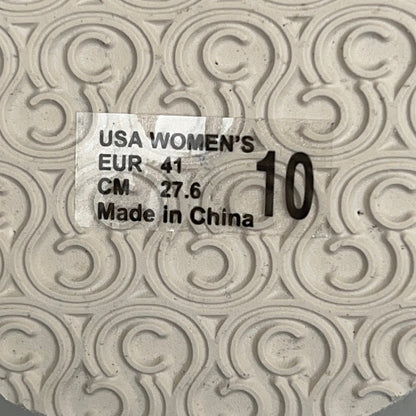 USA WOMEN'S
EUR 41
CM 27.6
10
Made in China